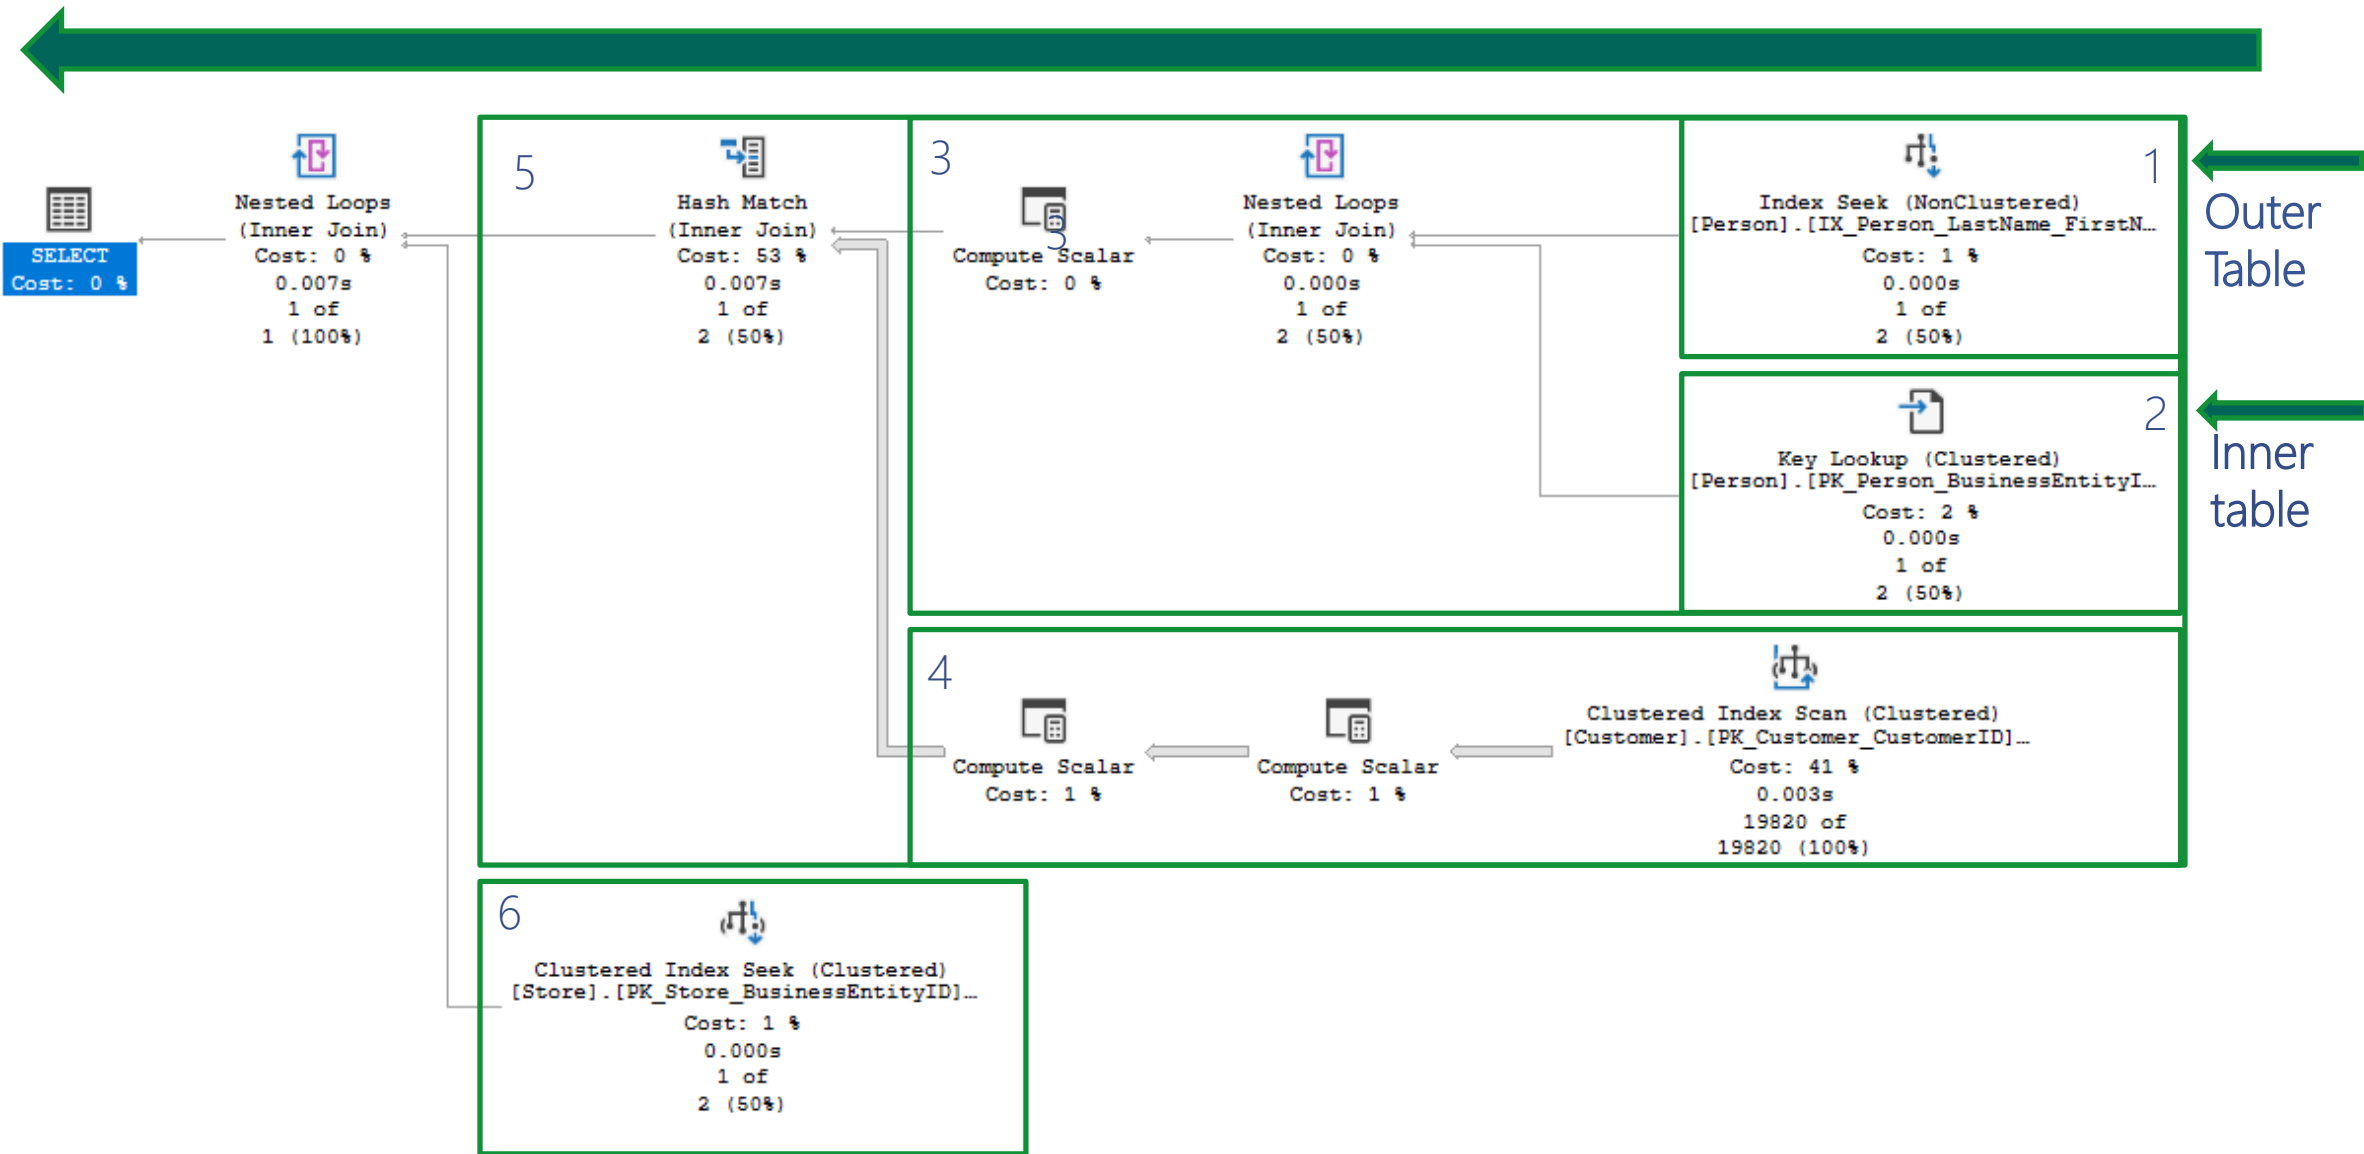 SELECT
Cost: 0 %
Nested Loops
(Inner Join)
Cost: 0 %
0.007s
1 of
1 (100%)
5
Hash Match
(Inner Join)
Cost: 53 %
0.007s
1 of
2 (50%)
3
3
Compute Scalar
Cost: 0 %
Nested Loops
(Inner Join)
Cost: 0 %
0.000s
1 of
2 (50%)
1
Index Seek (NonClustered)
[Person].[IX_Person_LastName_FirstN…
Cost: 1 %
0.000s
1 of
2 (50%)
Outer
Table
2
Key Lookup (Clustered)
[Person].[PK_Person_BusinessEntityI…
Cost: 2 %
0.000s
1 of
2 (50%)
Inner
table
4
Compute Scalar
Cost: 1 %
Compute Scalar
Cost: 1 %
Clustered Index Scan (Clustered)
[Customer].[PK_Customer_CustomerID]…
Cost: 41 %
0.003s
19820 of
19820 (100%)
6
Clustered Index Seek (Clustered)
[Store].[PK_Store_BusinessEntityID]…
Cost: 1 %
0.000s
1 of
2 (50%)